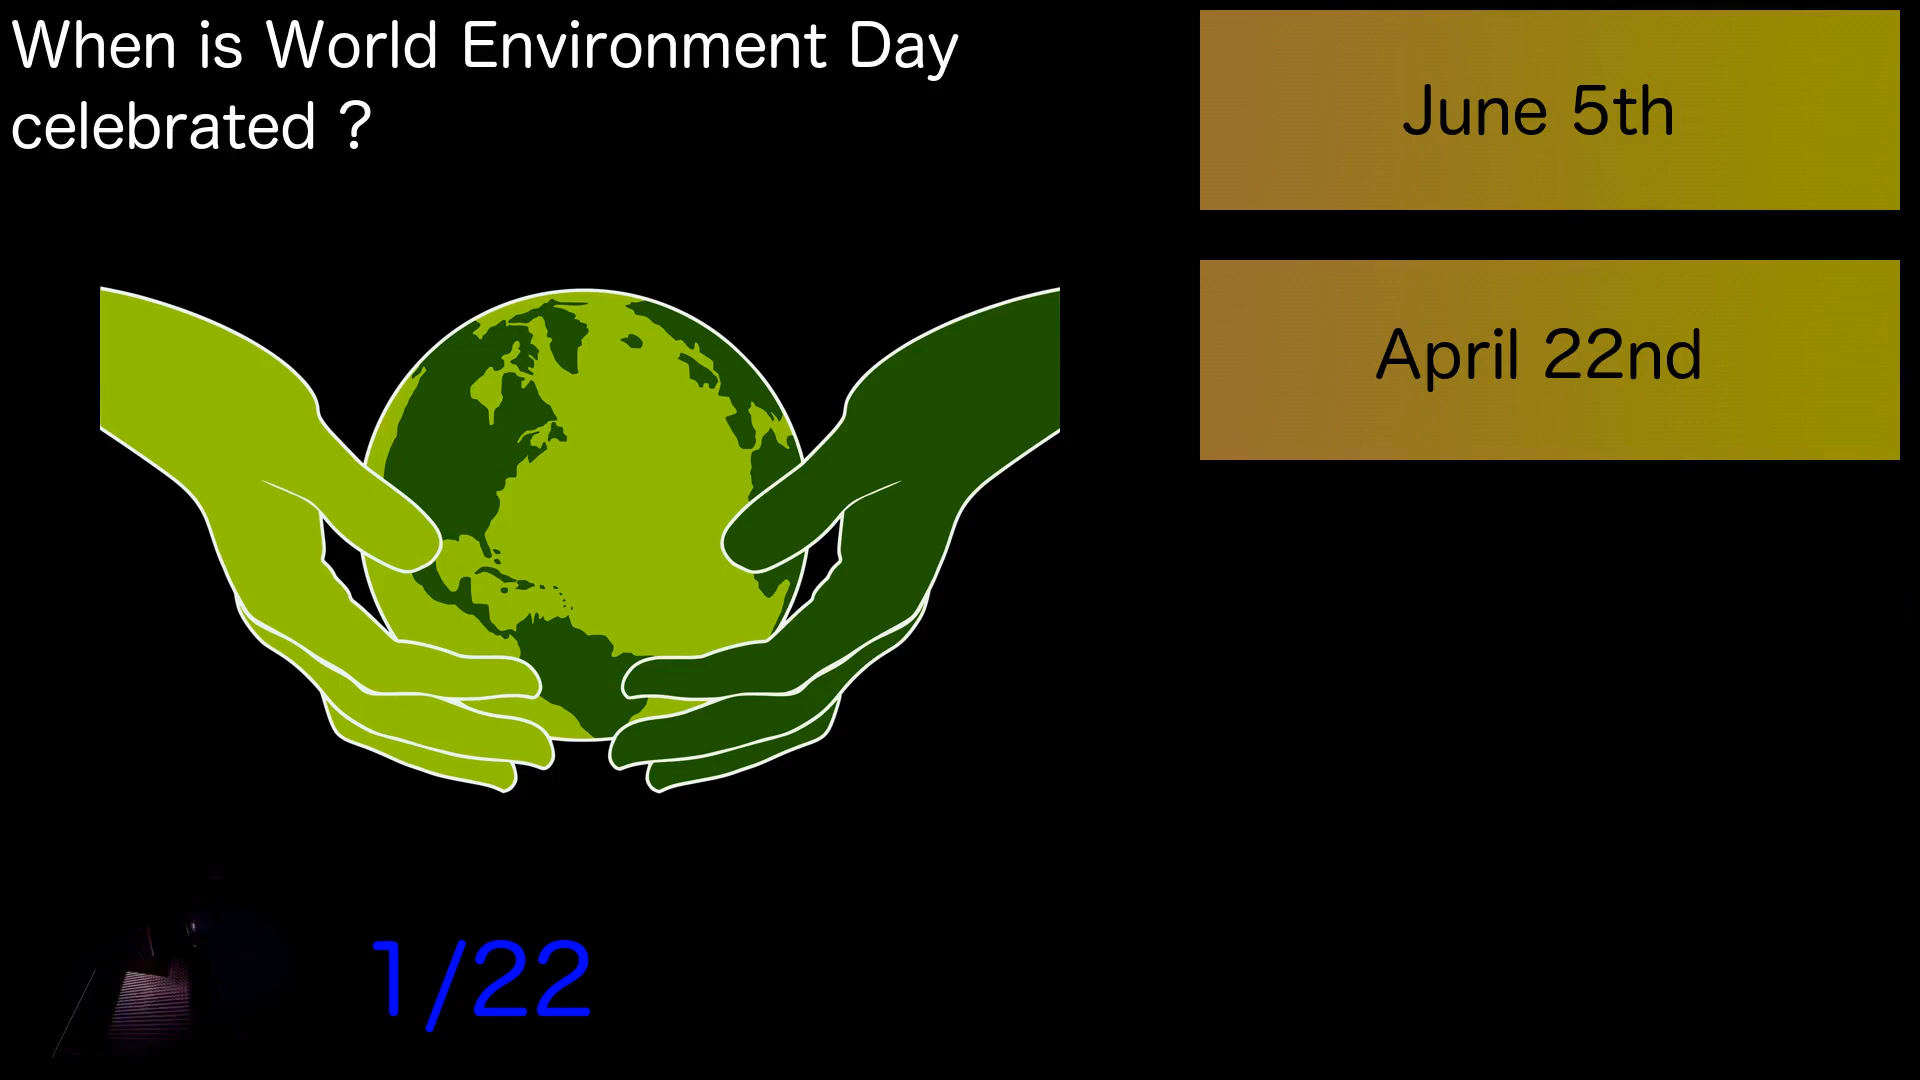 When is World Environment Day
celebrated ?
June 5th
April 22nd
1/22